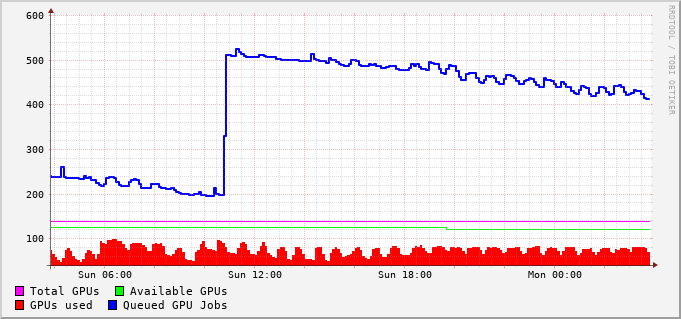 600
500
400
300
200
100
Sun 06:00 Sun 12:00 Sun 18:00 Mon 00:00
Total GPUs Available GPUs
GPUs used Queued GPU Jobs
RRDTOOL / TOBI OETIKER